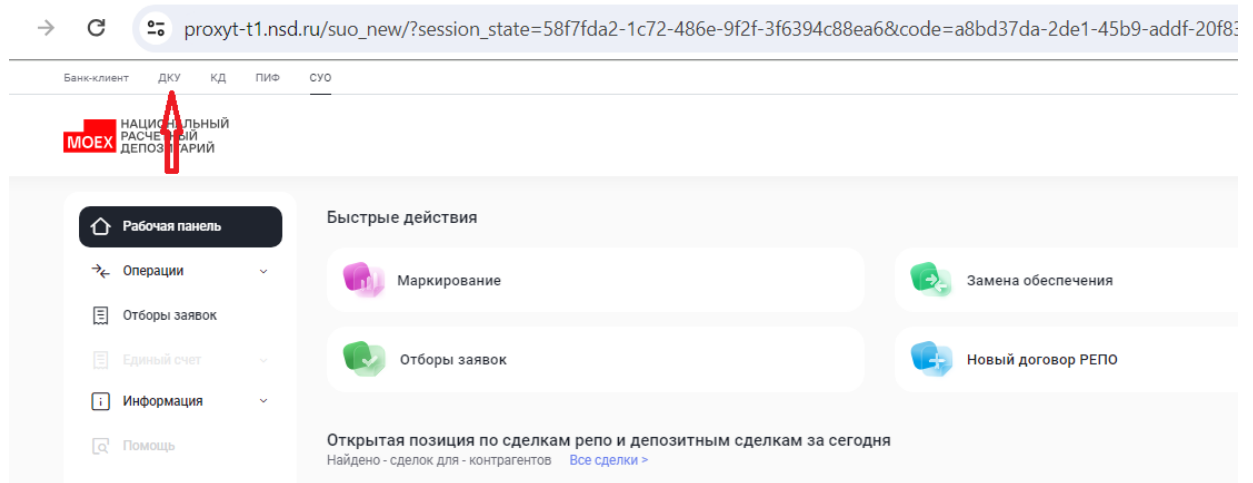 proxyt-t1.nsd.ru/suo_new/?session_state=58f7fda2-1c72-486e-9f2f-3f6394c88ea6&code=a8bd37da-2de1-45b9-addf-20f83
Банк-клиент ДКУ КД ПИФ СУО
MOEX
НАЦИОНАЛЬНЫЙ
РАСЧЕТНЫЙ
ДЕПОЗИТАРИЙ
Рабочая панель
Операции
Отборы заявок
Единый счет
Информация
Помощь
Быстрые действия
Маркирование
Замена обеспечения
Отборы заявок
Новый договор РЕПО
Открытая позиция по сделкам репо и депозитным сделкам за сегодня
Найдено - сделок для - контрагентов Все сделки >